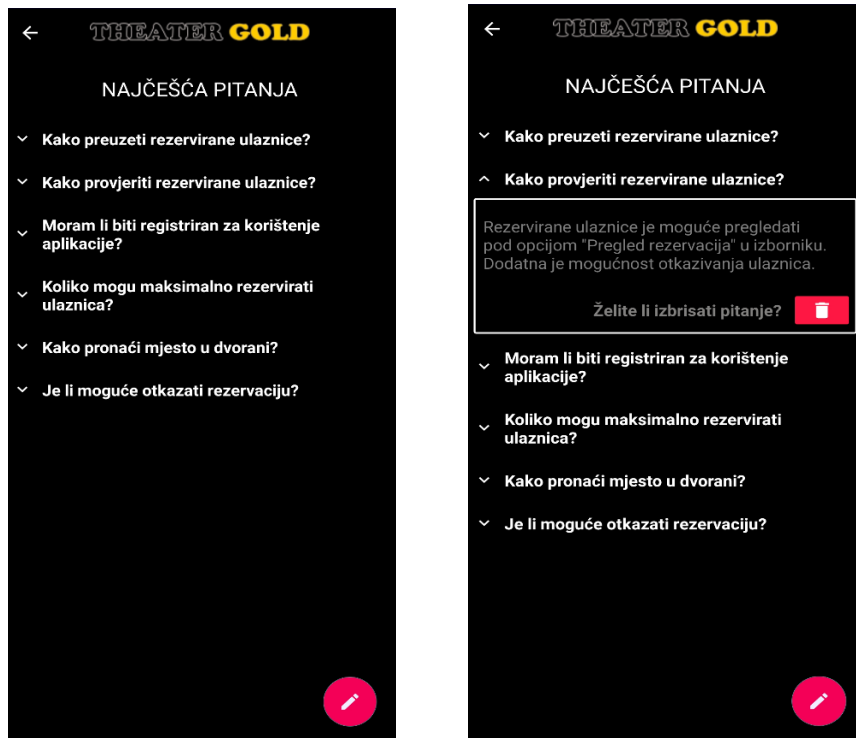 THEATER GOLD
NAJČEŠĆA PITANJA
Kako preuzeti rezervirane ulaznice?
Kako provjeriti rezervirane ulaznice?
Moram li biti registriran za korištenje
aplikacije?
Koliko mogu maksimalno rezervirati
ulaznica?
Kako pronaći mjesto u dvorani?
Je li moguće otkazati rezervaciju?
THEATER GOLD
NAJČEŠĆA PITANJA
Kako preuzeti rezervirane ulaznice?
Kako provjeriti rezervirane ulaznice?
Rezervirane ulaznice je moguće pregledati
pod opcijom "Pregled rezervacija" u izborniku.
Dodatna je mogućnost otkazivanja ulaznica.
Želite li izbrisati pitanje?
Moram li biti registriran za korištenje
aplikacije?
Koliko mogu maksimalno rezervirati
ulaznica?
Kako pronaći mjesto u dvorani?
Je li moguće otkazati rezervaciju?